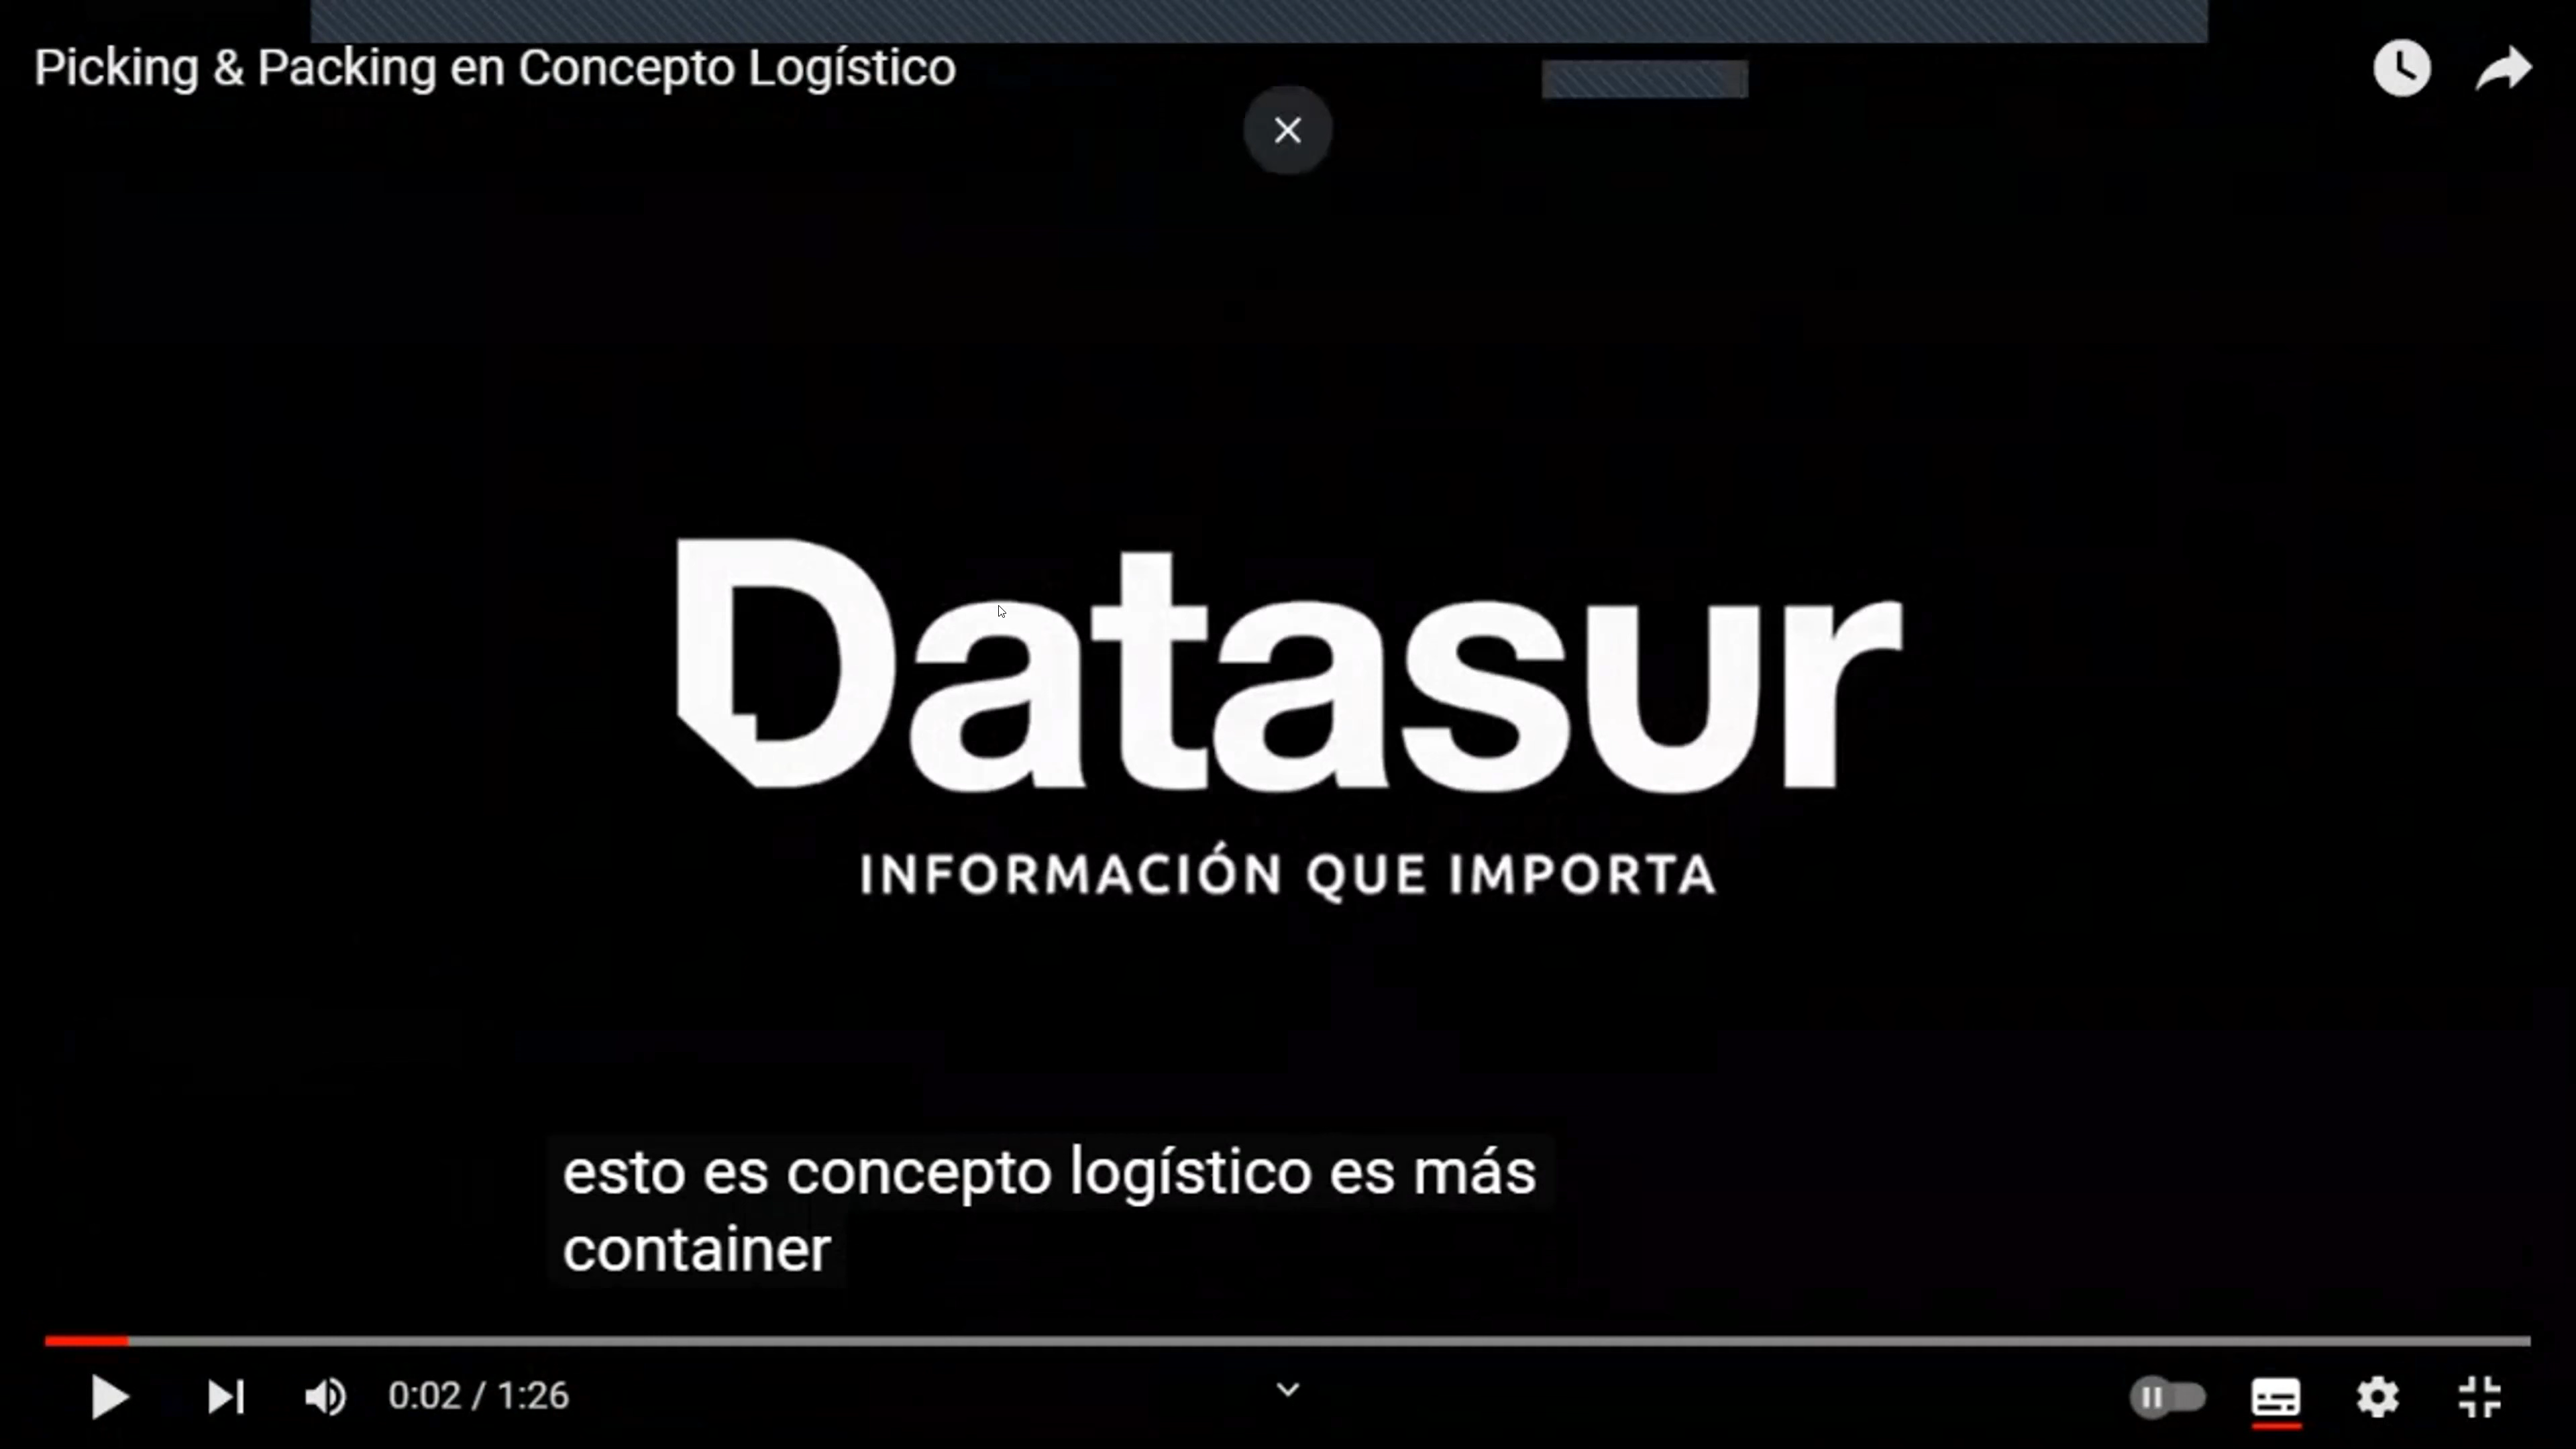 Picking & Packing en Concepto Logístico
Datasur
INFORMACIÓN QUE IMPORTA
esto es concepto logístico es más
container
0:02 / 1:26